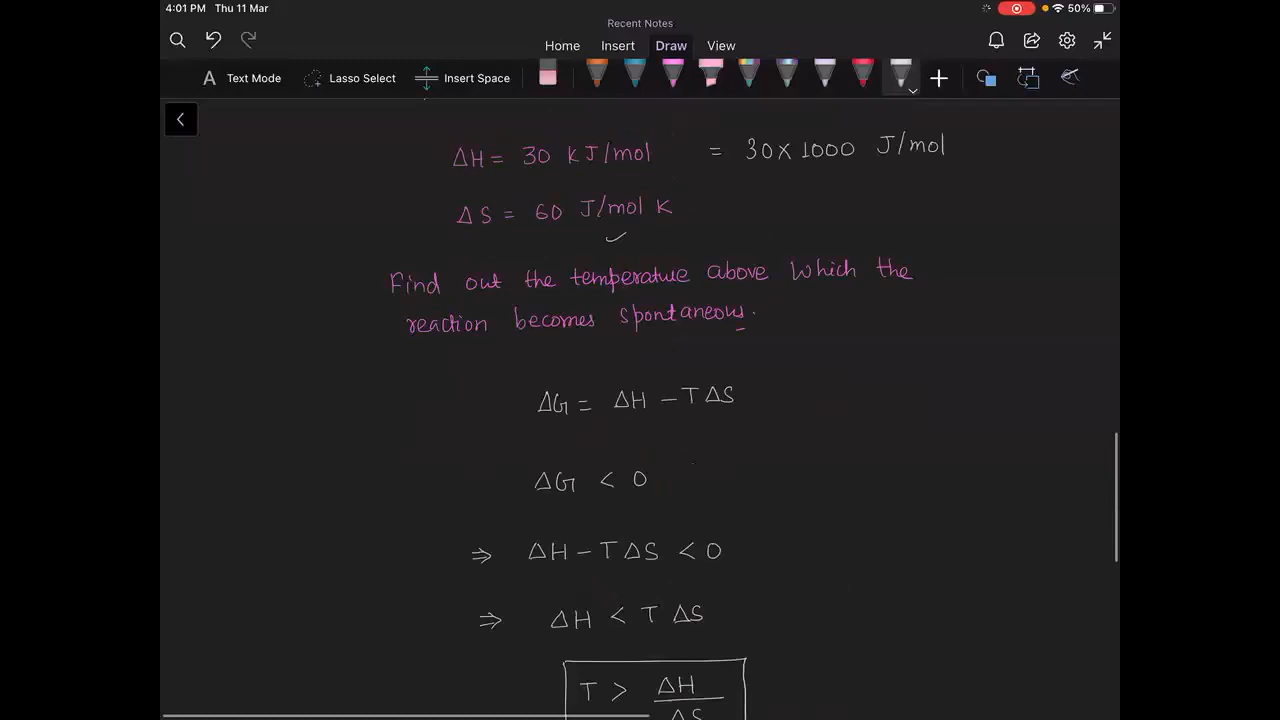 4:01 PM Thu 11 Mar
50%
Recent Notes
Home Insert Draw View
Text Mode Lasso Select Insert Space
ΔH = 30 kJ/mol = 30 x 1000 J/mol
ΔS = 60 J/mol K
Find out the temperature above which the
reaction becomes spontaneous.
ΔG = ΔH - TΔS
ΔG < 0
⇒ ΔH - TΔS < 0
⇒ ΔH < TΔS
T > ΔH
ΔS